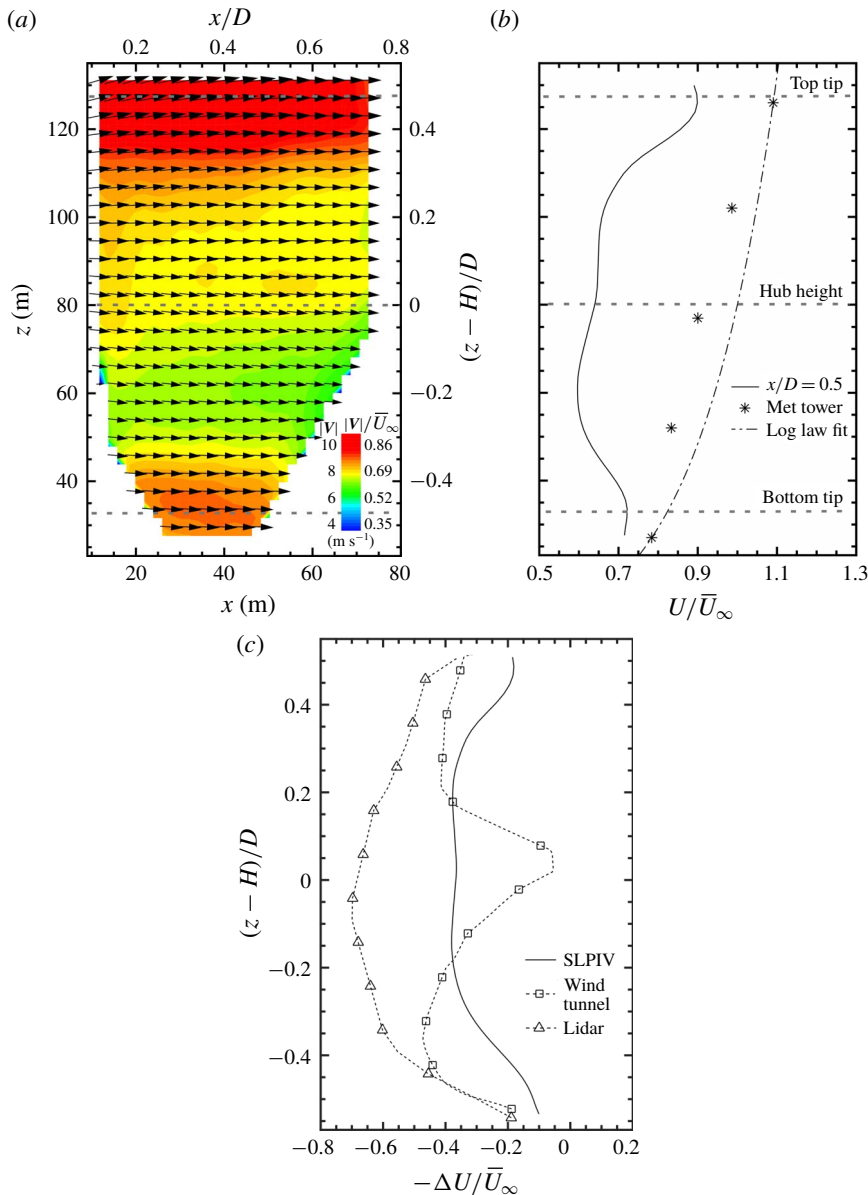 (a)
x/D
0.2 0.4 0.6 0.8
120
100
80
60
40
z (m)
0.4
0.2
0
−0.2
−0.4
(z − H)/D
|V| |V|/U̅∞
10 0.86
8 0.69
6 0.52
4 0.35
(m s⁻¹)
20 40 60 80
x (m)
(b)
Top tip
Hub height
x/D = 0.5
Met tower
Log law fit
Bottom tip
0.5 0.7 0.9 1.1 1.3
U/U̅∞
(c)
0.4
0.2
0
−0.2
−0.4
(z − H)/D
SLPIV
Wind
tunnel
Lidar
−0.8 −0.6 −0.4 −0.2 0 0.2
−ΔU/U̅∞